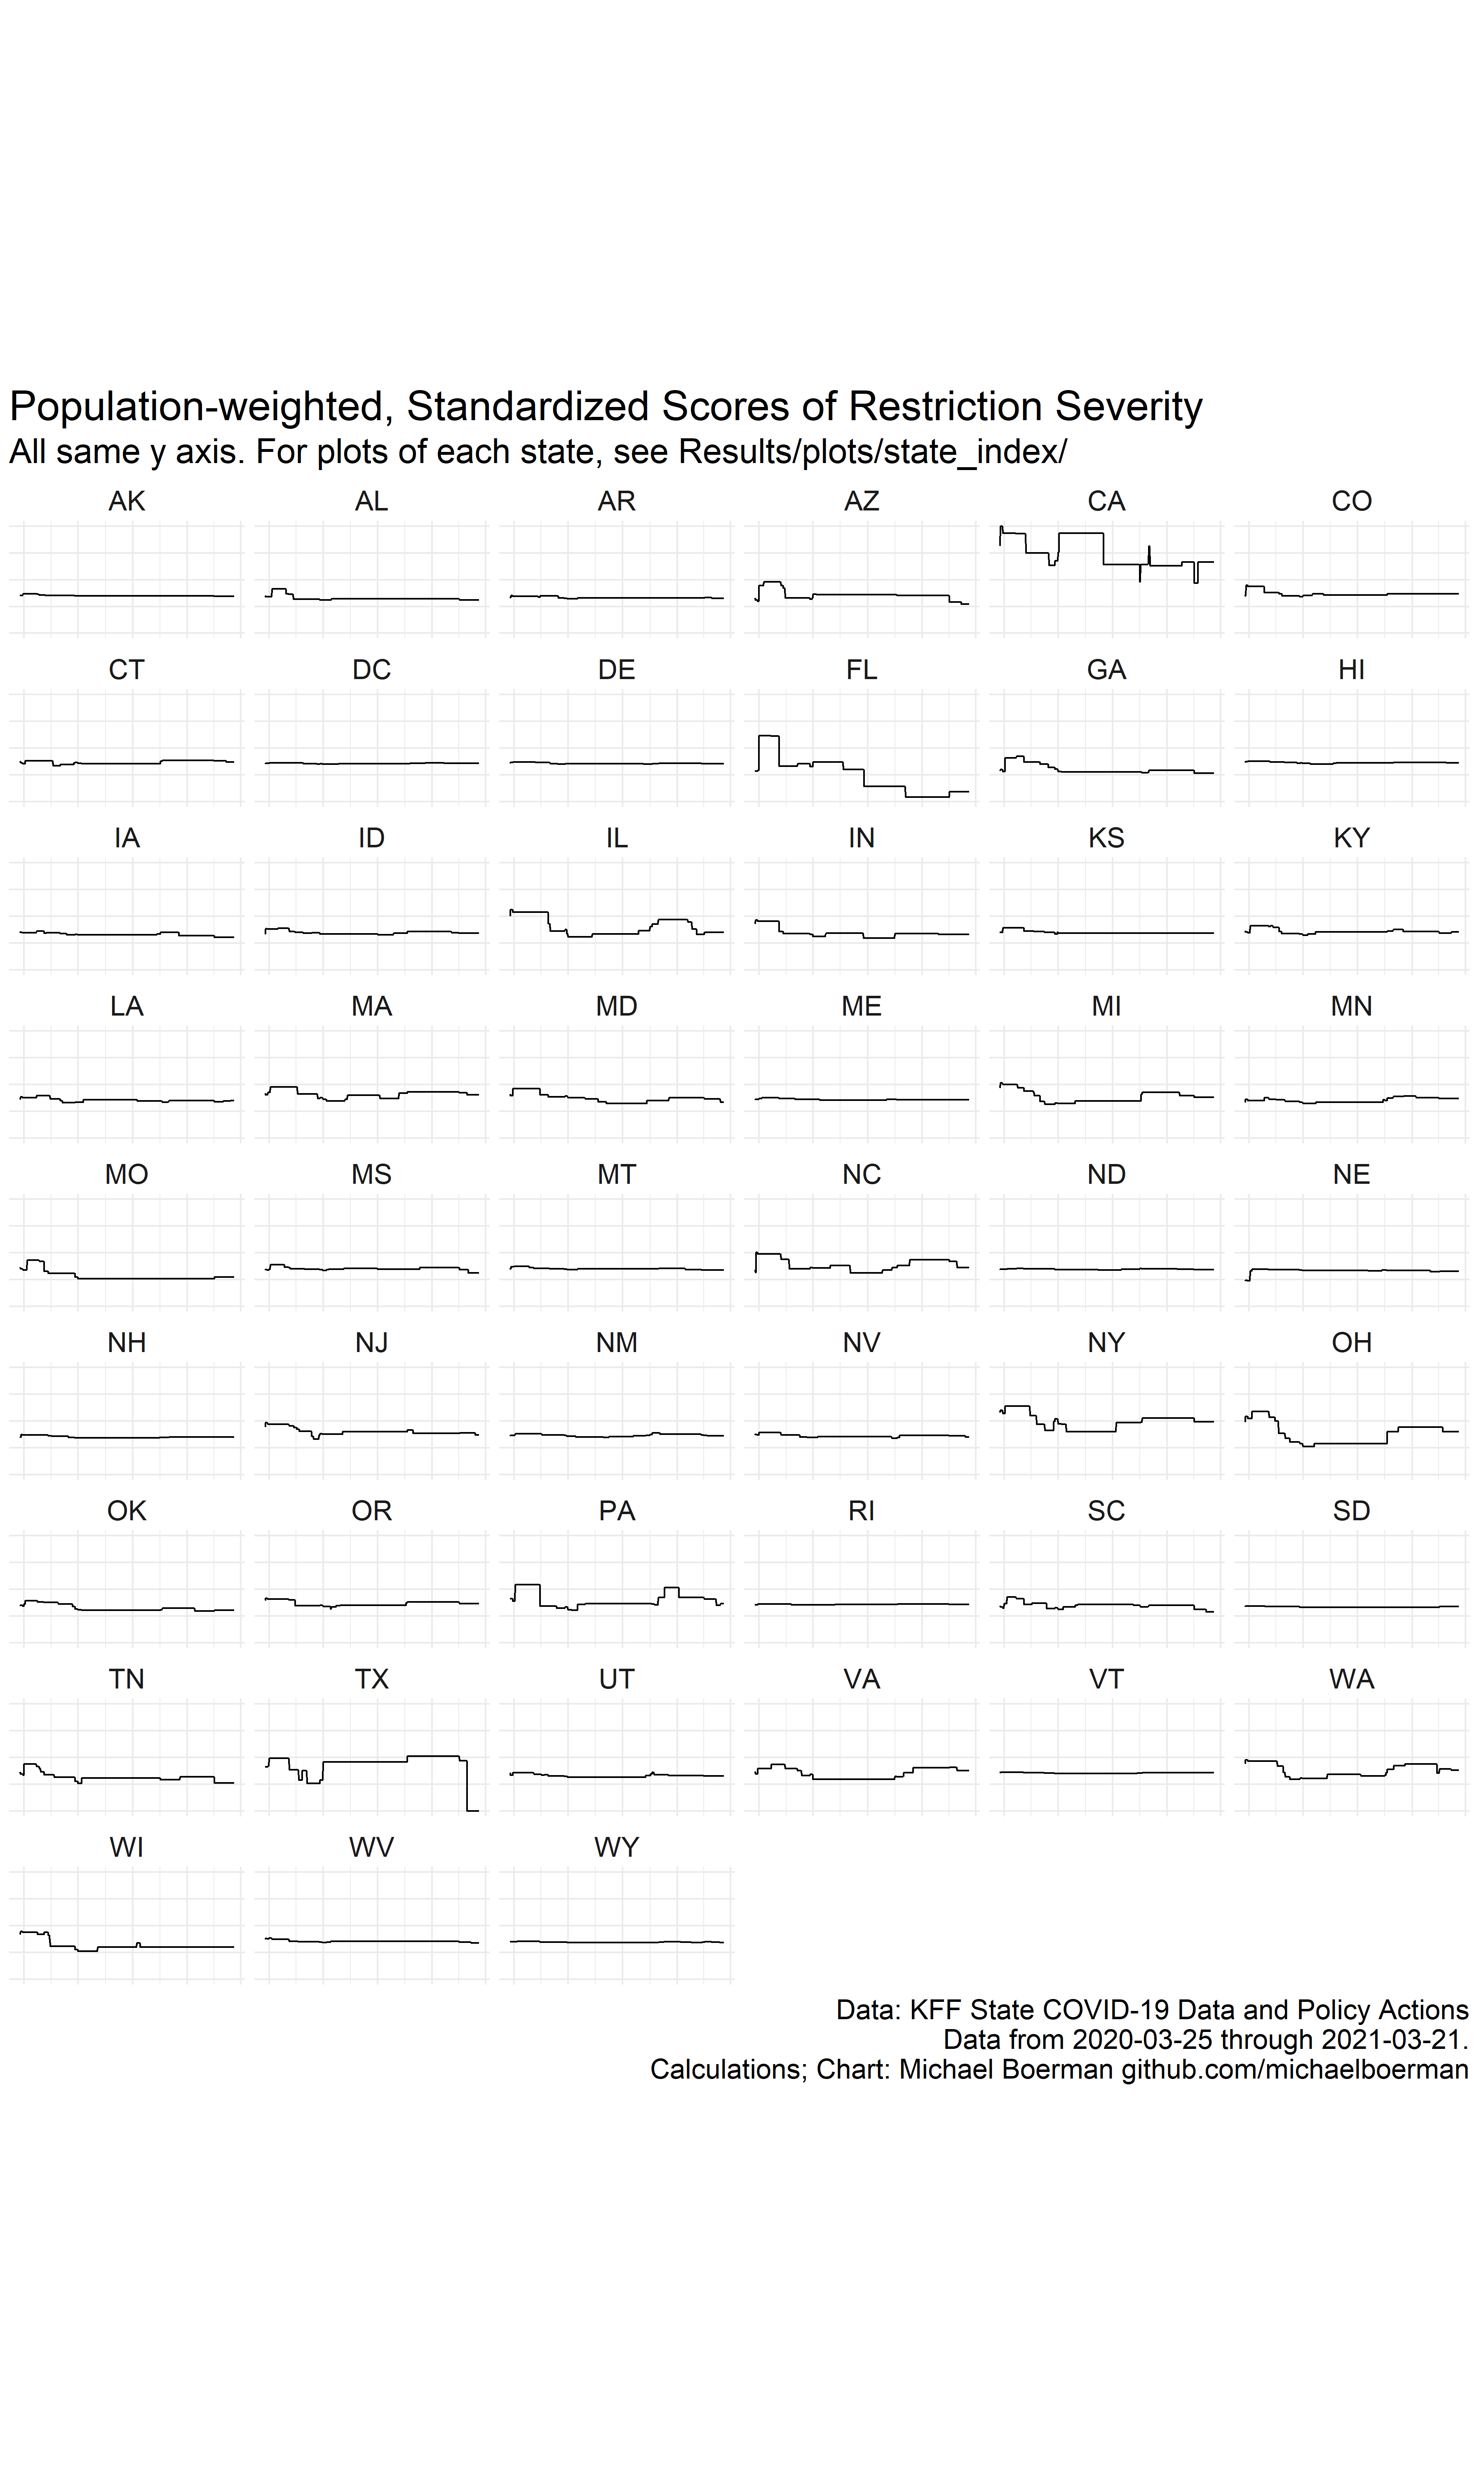 Population-weighted, Standardized Scores of Restriction Severity
All same y axis. For plots of each state, see Results/plots/state_index/
AK AL AR AZ CA CO
CT DC DE FL GA HI
IA ID IL IN KS KY
LA MA MD ME MI MN
MO MS MT NC ND NE
NH NJ NM NV NY OH
OK OR PA RI SC SD
TN TX UT VA VT WA
WI WV WY
Data: KFF State COVID-19 Data and Policy Actions
Data from 2020-03-25 through 2021-03-21.
Calculations; Chart: Michael Boerman github.com/michaelboerman